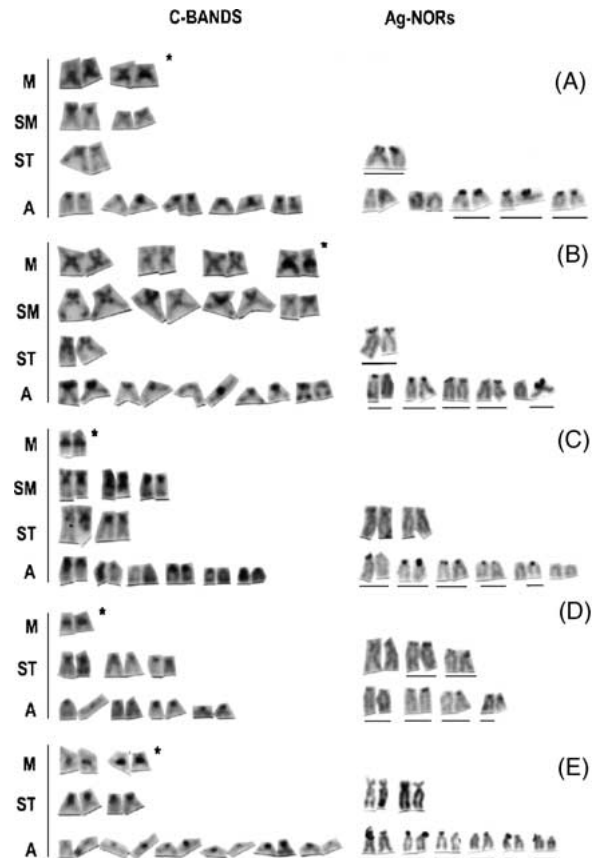 C-BANDS Ag-NORs
M * (A)
SM
ST
A
M * (B)
SM
ST
A
M * (C)
SM
ST
A
M * (D)
ST
A
M * (E)
ST
A